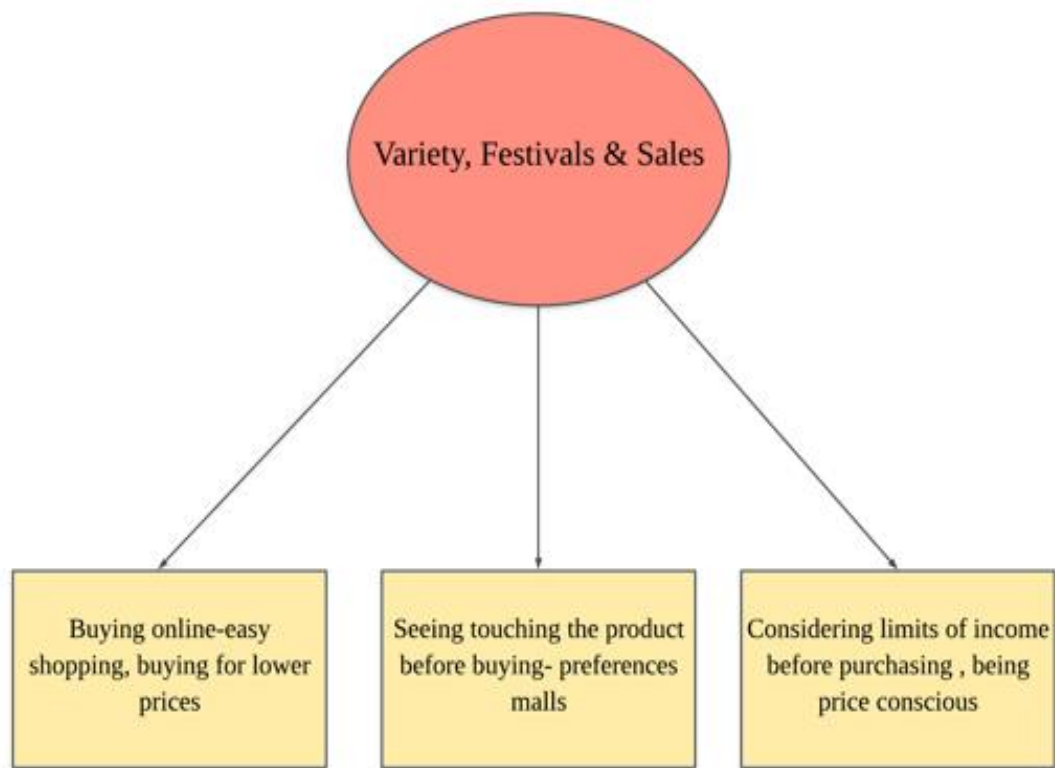 Variety, Festivals & Sales
Buying online-easy
shopping, buying for lower
prices
Seeing touching the product
before buying- preferences
malls
Considering limits of income
before purchasing , being
price conscious